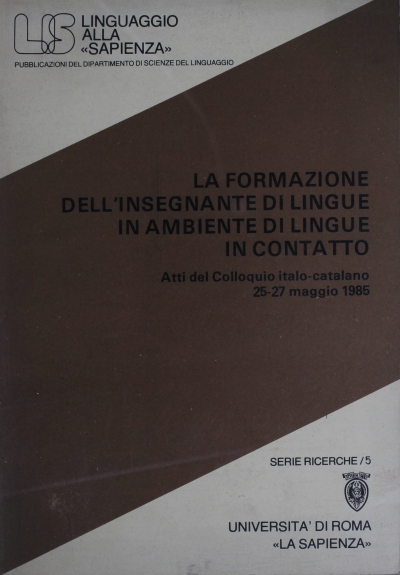 LS
LINGUAGGIO
ALLA
«SAPIENZA»
PUBBLICAZIONI DEL DIPARTIMENTO DI SCIENZE DEL LINGUAGGIO
LA FORMAZIONE
DELL'INSEGNANTE DI LINGUE
IN AMBIENTE DI LINGUE
IN CONTATTO
Atti del Colloquio italo-catalano
25-27 maggio 1985
SERIE RICERCHE/5
UNIVERSITA' DI ROMA
«LA SAPIENZA»